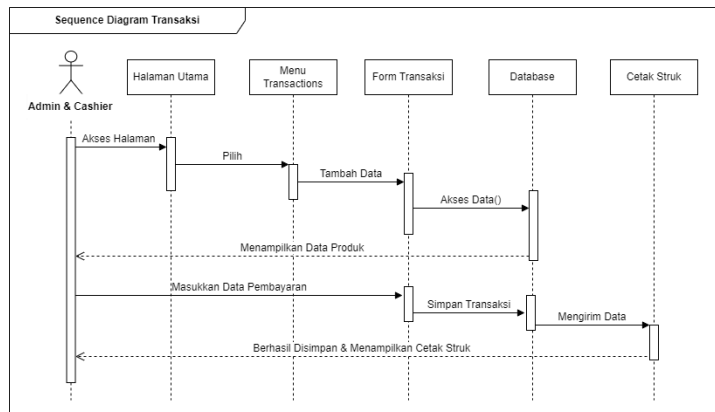 Sequence Diagram Transaksi
Halaman Utama
Menu
Transactions
Form Transaksi
Database
Cetak Struk
Admin & Cashier
Akses Halaman
Pilih
Tambah Data
Akses Data()
Menampilkan Data Produk
Masukkan Data Pembayaran
Simpan Transaksi
Mengirim Data
Berhasil Disimpan & Menampilkan Cetak Struk